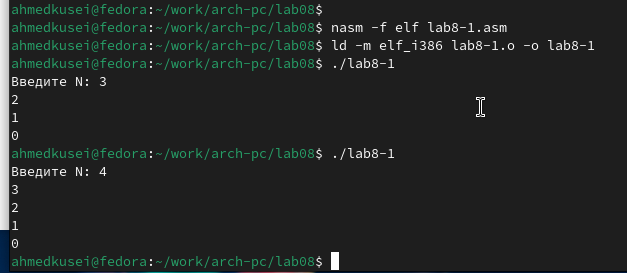 ahmedkusei@fedora:~/work/arch-pc/lab08$
ahmedkusei@fedora:~/work/arch-pc/lab08$ nasm -f elf lab8-1.asm
ahmedkusei@fedora:~/work/arch-pc/lab08$ ld -m elf_i386 lab8-1.o -o lab8-1
ahmedkusei@fedora:~/work/arch-pc/lab08$ ./lab8-1
Введите N: 3
2
1
0
ahmedkusei@fedora:~/work/arch-pc/lab08$ ./lab8-1
Введите N: 4
3
2
1
0
ahmedkusei@fedora:~/work/arch-pc/lab08$